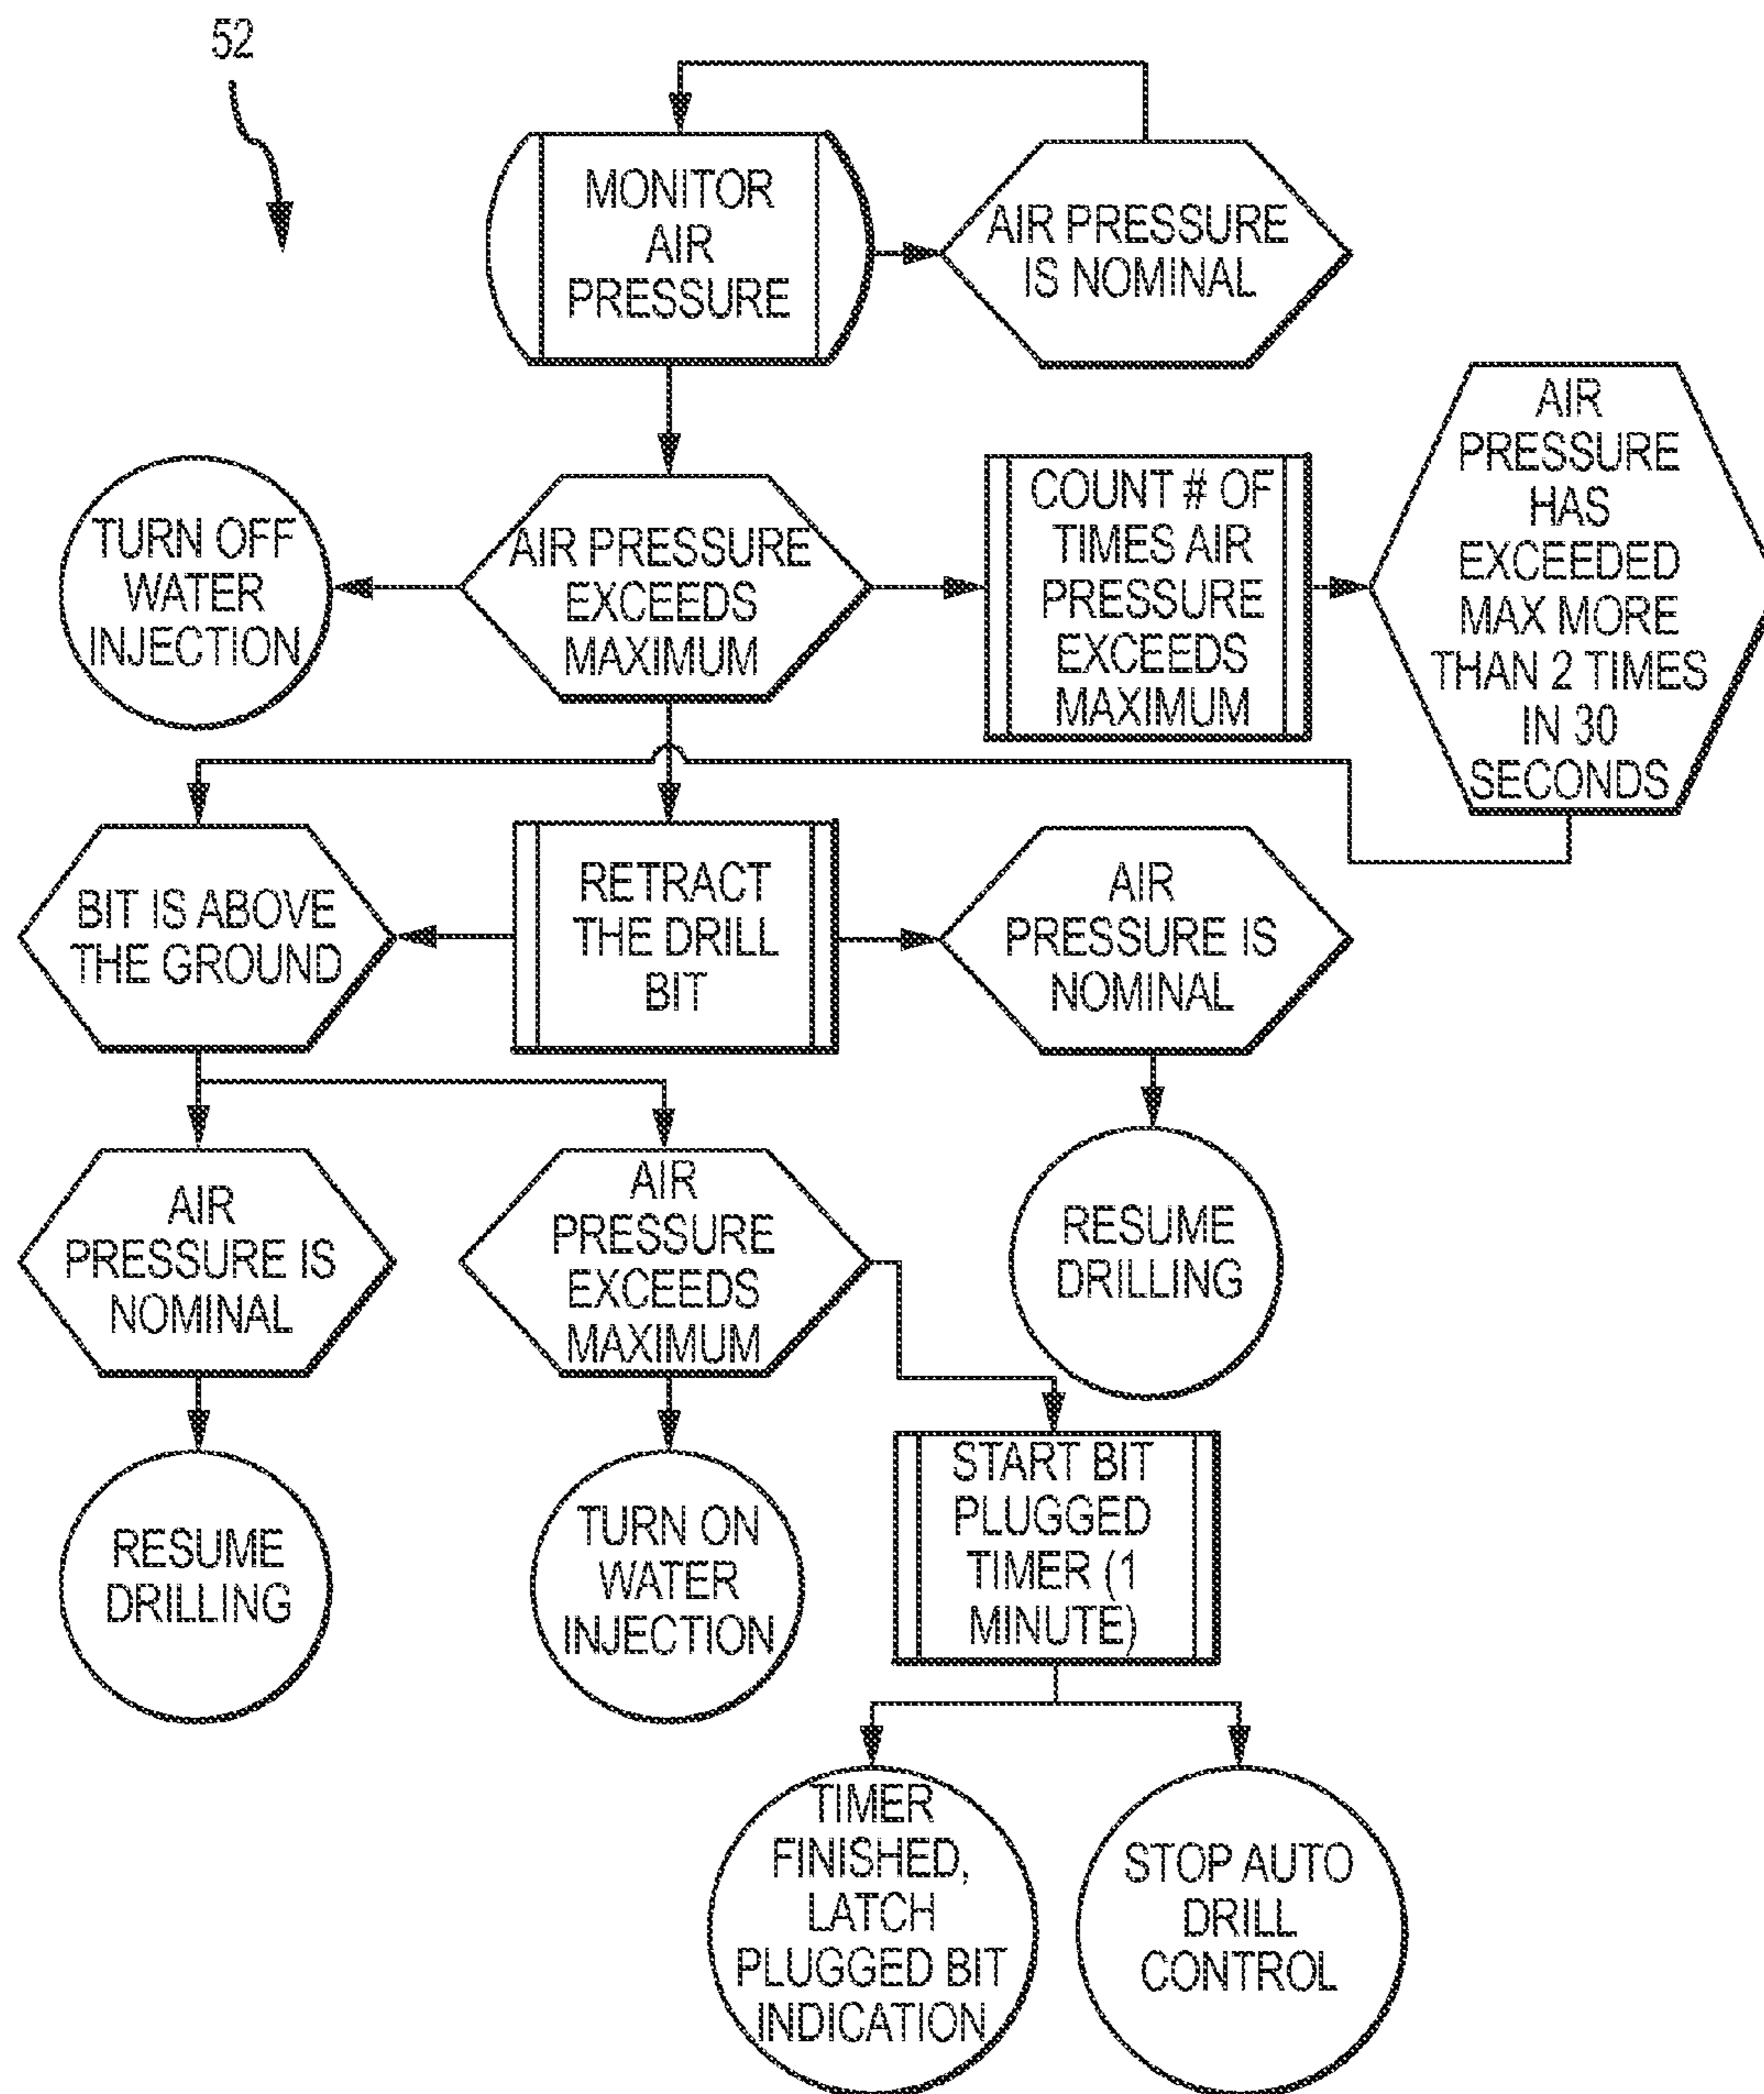 52
MONITOR
AIR
PRESSURE
AIR PRESSURE
IS NOMINAL
TURN OFF
WATER
INJECTION
AIR PRESSURE
EXCEEDS
MAXIMUM
COUNT # OF
TIMES AIR
PRESSURE
EXCEEDS
MAXIMUM
AIR
PRESSURE
HAS
EXCEEDED
MAX MORE
THAN 2 TIMES
IN 30
SECONDS
BIT IS ABOVE
THE GROUND
RETRACT
THE DRILL
BIT
AIR
PRESSURE IS
NOMINAL
AIR
PRESSURE IS
NOMINAL
AIR
PRESSURE
EXCEEDS
MAXIMUM
RESUME
DRILLING
RESUME
DRILLING
TURN ON
WATER
INJECTION
START BIT
PLUGGED
TIMER (1
MINUTE)
TIMER
FINISHED,
LATCH
PLUGGED BIT
INDICATION
STOP AUTO
DRILL
CONTROL